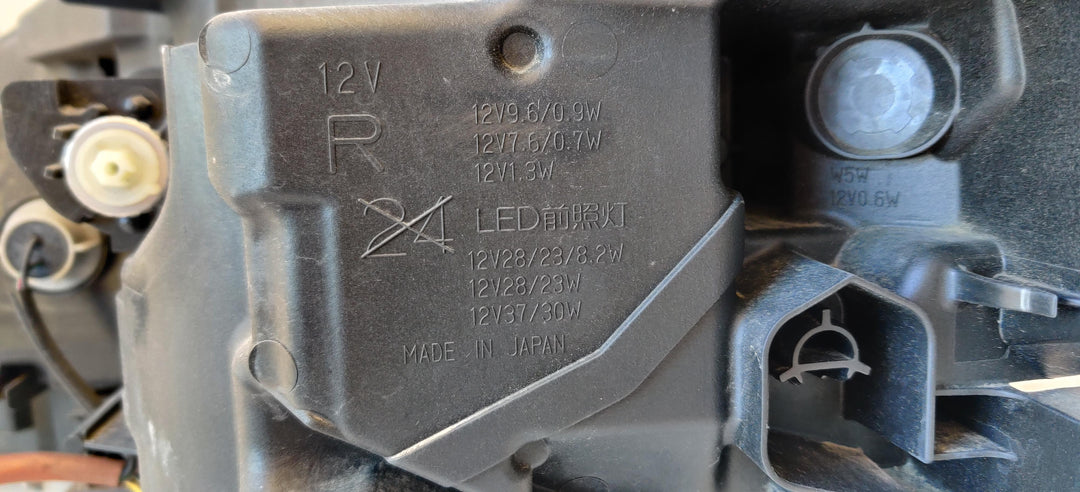 12V
R
12V9.6/0.9W
12V7.6/0.7W
12V1.3W
24 LED前照灯
12V28/23/8.2W
12V28/23W
12V37/30W
MADE IN JAPAN
W5W
12V0.6W